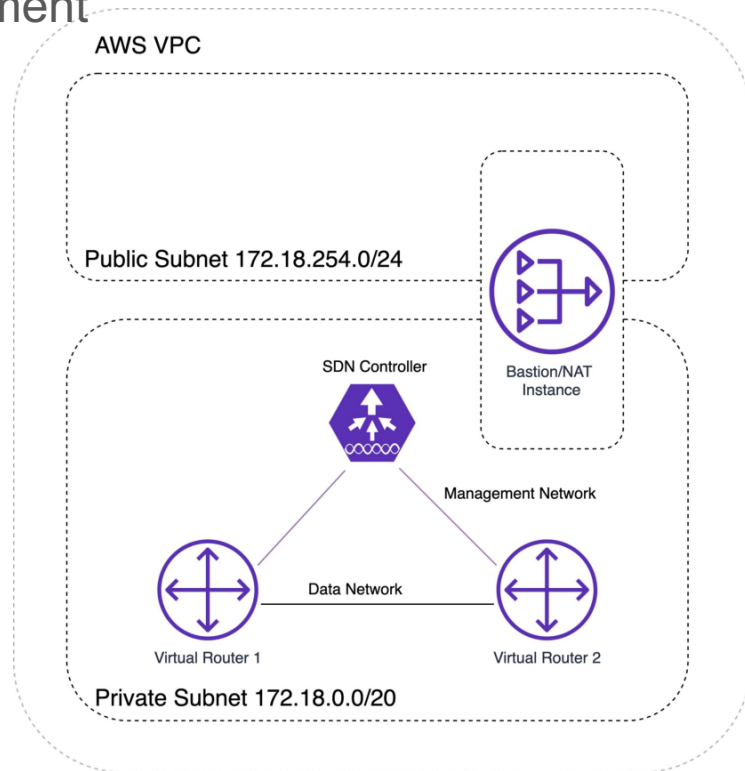 AWS VPC
Public Subnet 172.18.254.0/24
Bastion/NAT
Instance
SDN Controller
Management Network
Data Network
Virtual Router 1
Virtual Router 2
Private Subnet 172.18.0.0/20